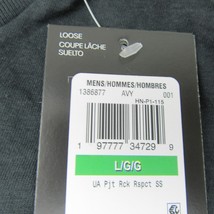 LOOSE
COUPE LÂCHE
SUELTO
MENS/HOMMES/HOMBRES
1386877 AVY 001
HN-P1-115
1 97777 34729 9
L/G/G
UA Pjt Rck Rspct SS